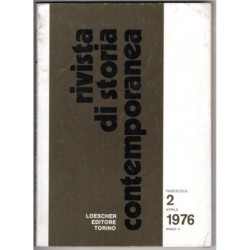 rivista
di storia
contemporanea
LOESCHER
EDITORE
TORINO
FASCICOLO
2
APRILE
1976
ANNO V